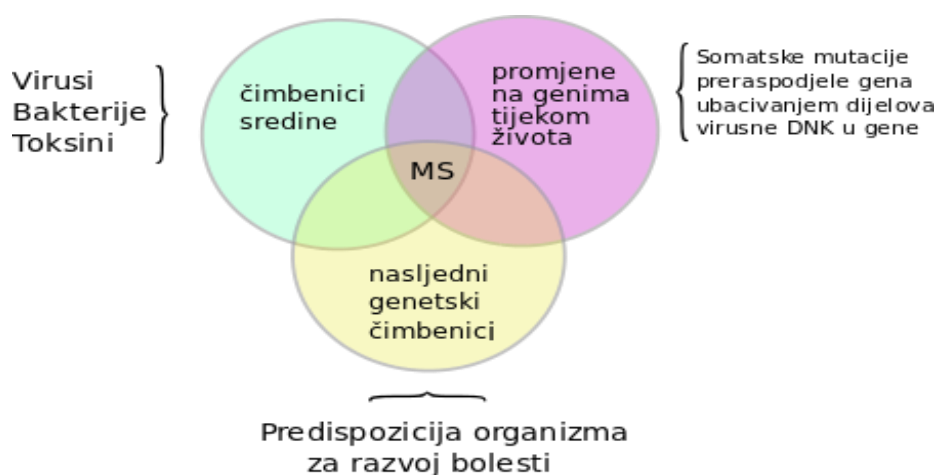 Virusi
Bakterije
Toksini
čimbenici
sredine
promjene
na genima
tijekom
života
Somatske mutacije
preraspodjele gena
ubacivanjem dijelova
virusne DNK u gene
MS
nasljedni
genetski
čimbenici
Predispozicija organizma
za razvoj bolesti